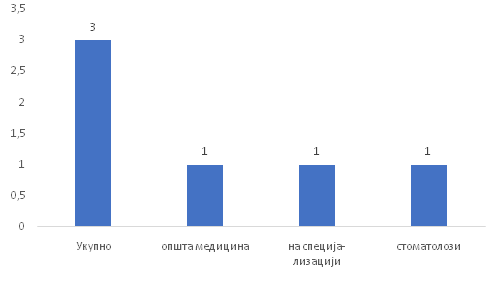 3,5
3
2,5
2
1,5
1
0,5
0
3
1
1
1
Укупно
општа медицина
на специја-
лизацији
стоматолози